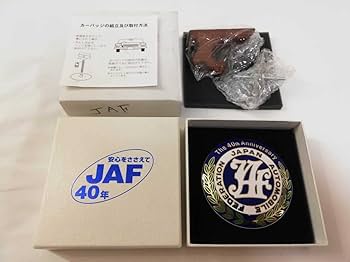 カーバッジの組立及び取付方法
JAF
安心をささえて
JAF
40年
The 40th Anniversary
JAPAN AUTOMOBILE FEDERATION